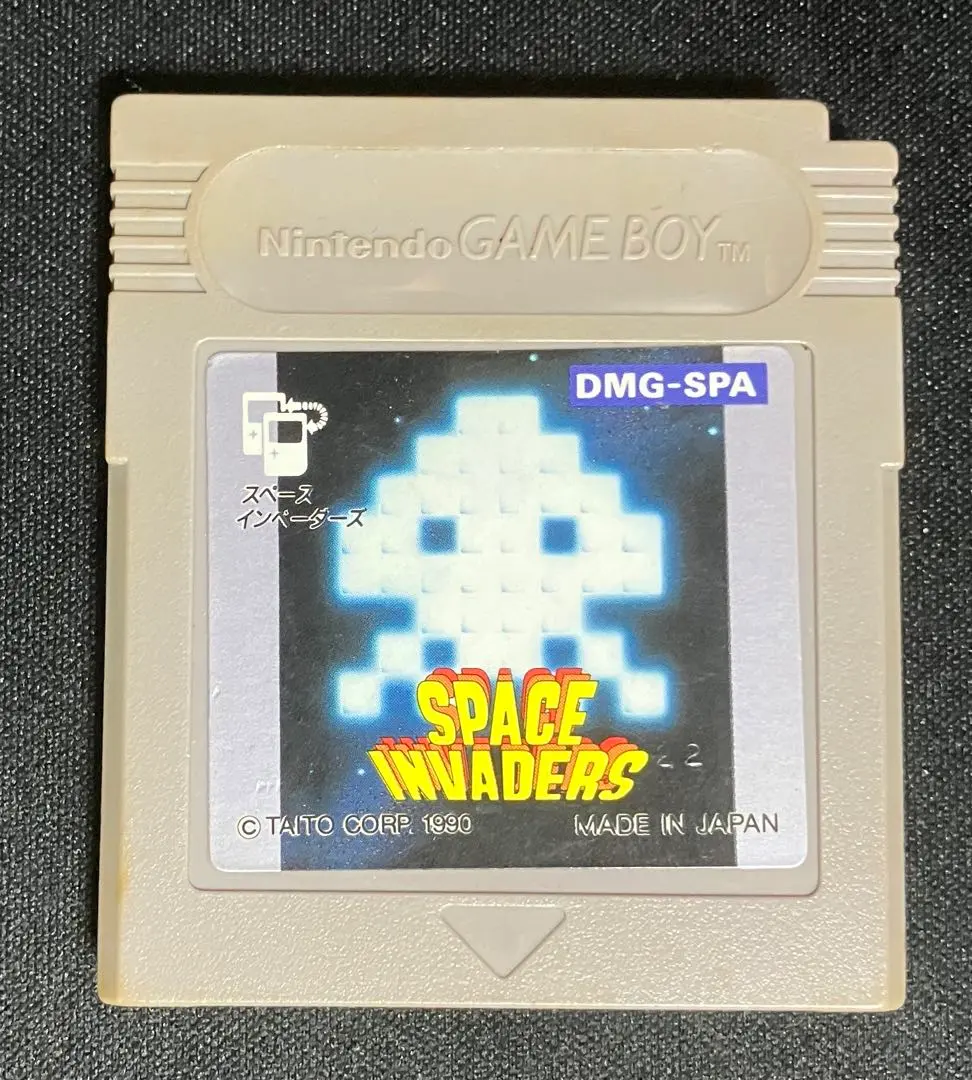 Nintendo GAME BOY TM
DMG-SPA
スペース
インベーダーズ
SPACE
INVADERS
22
© TAITO CORP. 1990
MADE IN JAPAN